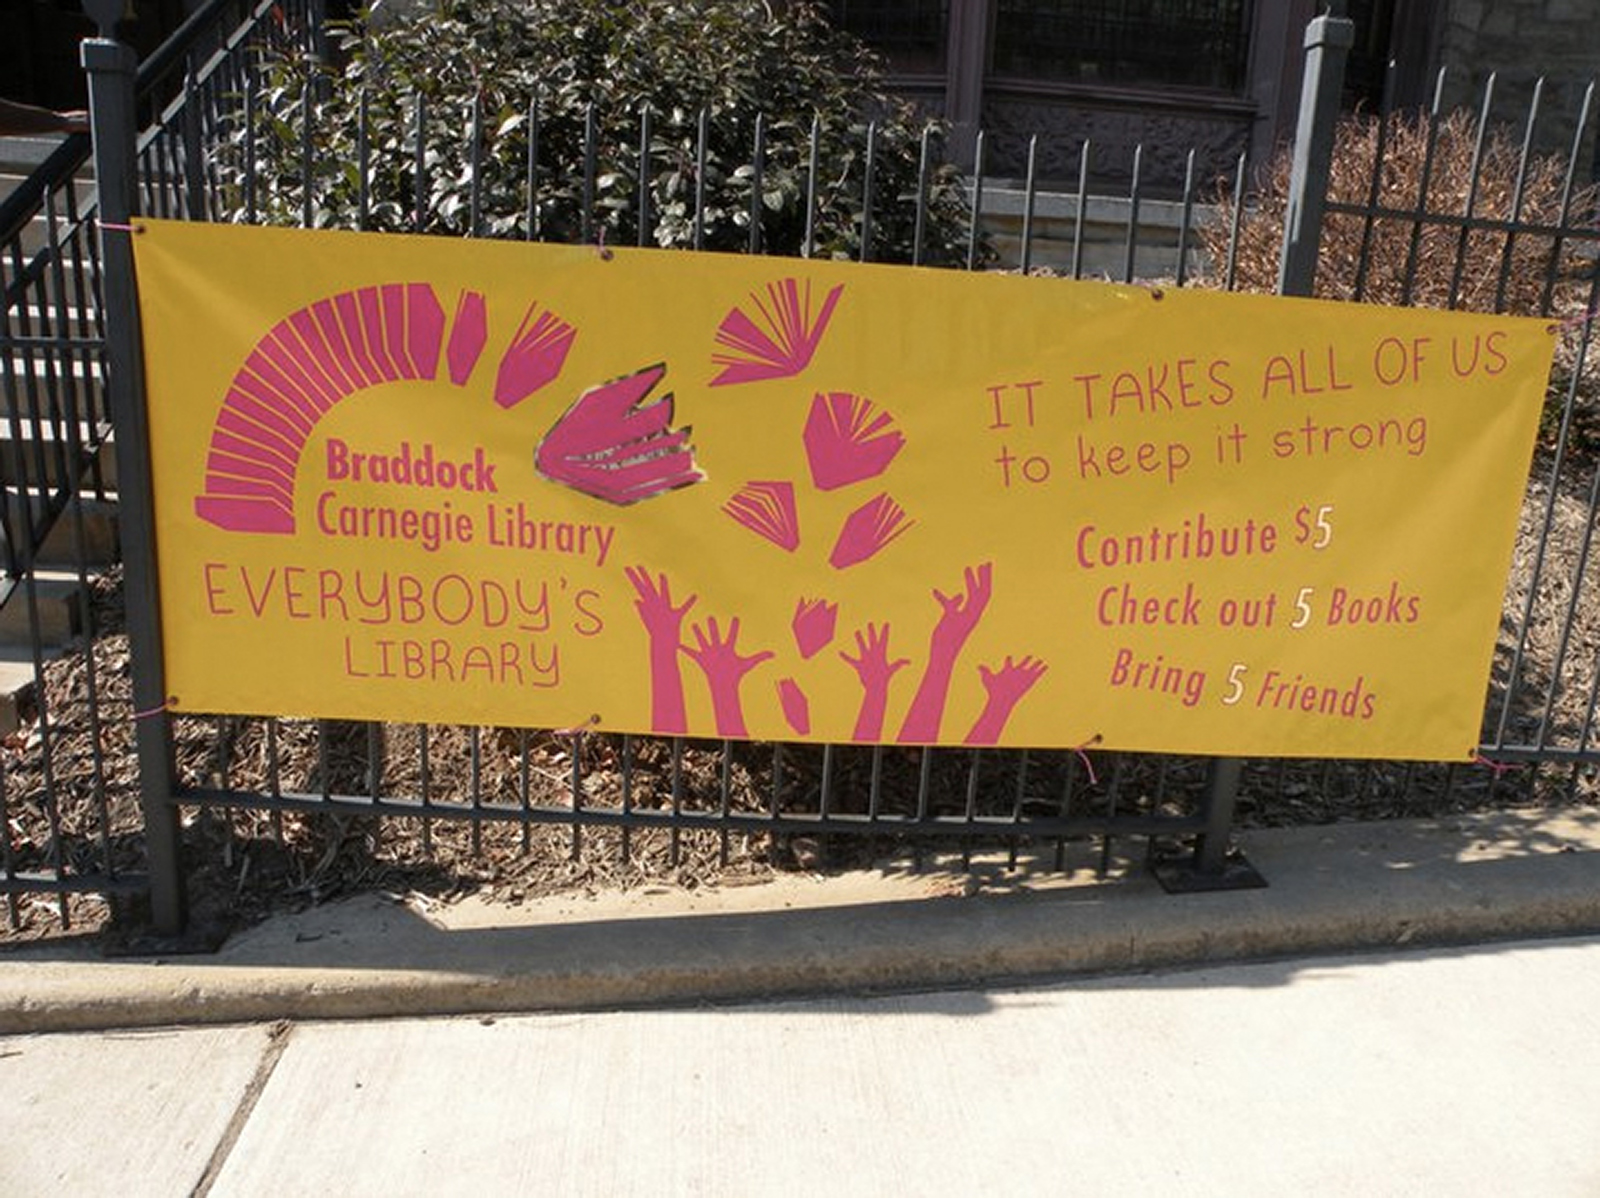 Braddock
Carnegie Library
EVERYBODY'S
LIBRARY
IT TAKES ALL OF US
to keep it strong
Contribute $5
Check out 5 Books
Bring 5 Friends